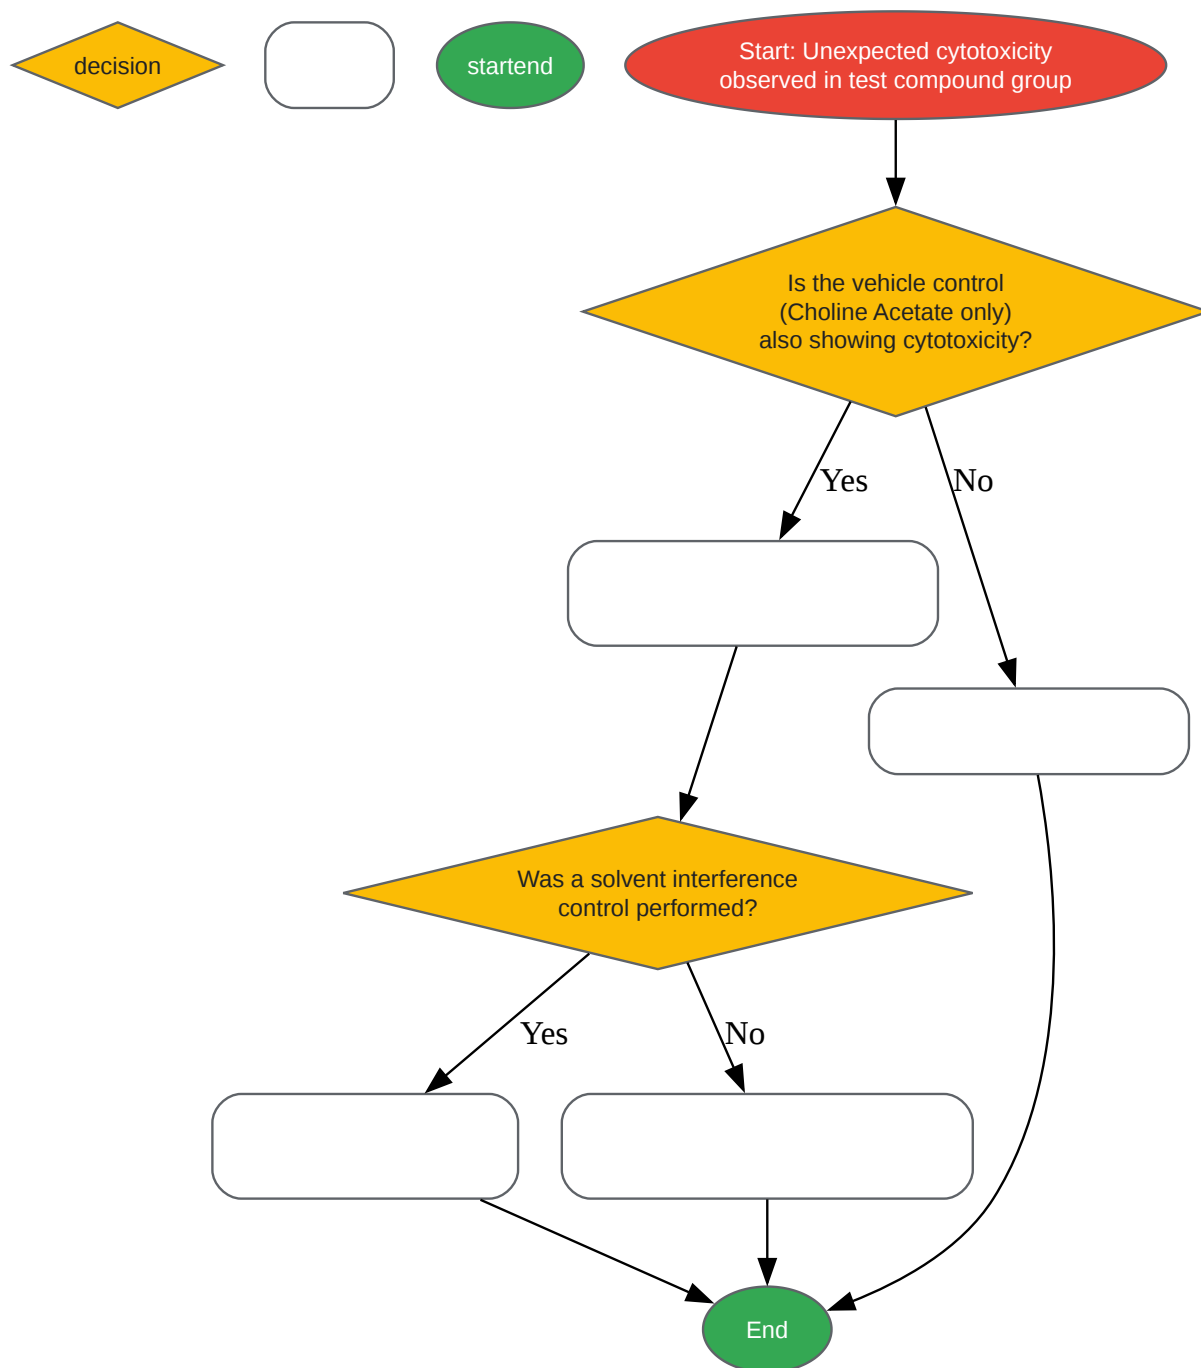 decision
startend
Start: Unexpected cytotoxicity
observed in test compound group
Is the vehicle control
(Choline Acetate only)
also showing cytotoxicity?
Yes
No
Was a solvent interference
control performed?
Yes
No
End